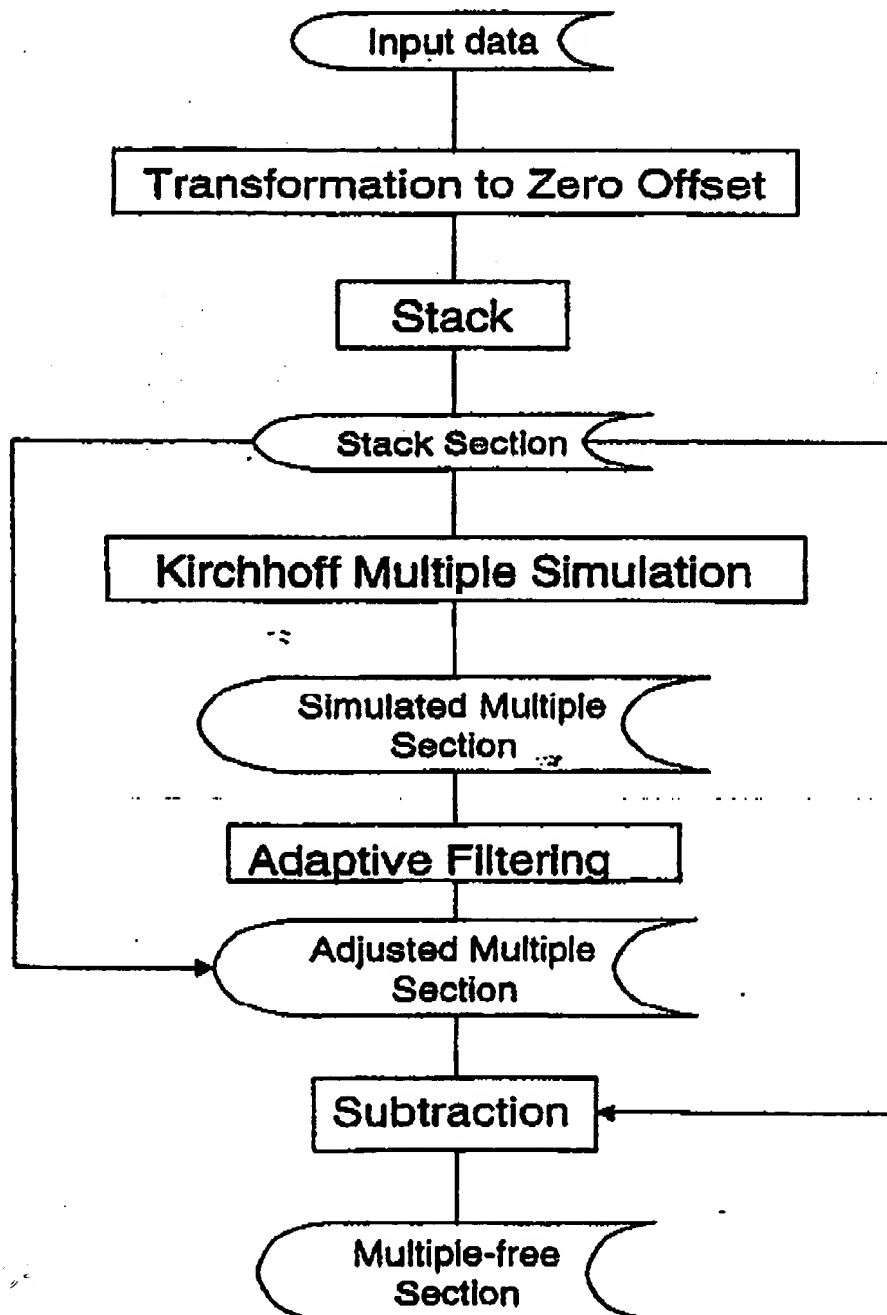 Input data
Transformation to Zero Offset
Stack
Stack Section
Kirchhoff Multiple Simulation
Simulated Multiple
Section
Adaptive Filtering
Adjusted Multiple
Section
Subtraction
Multiple-free
Section